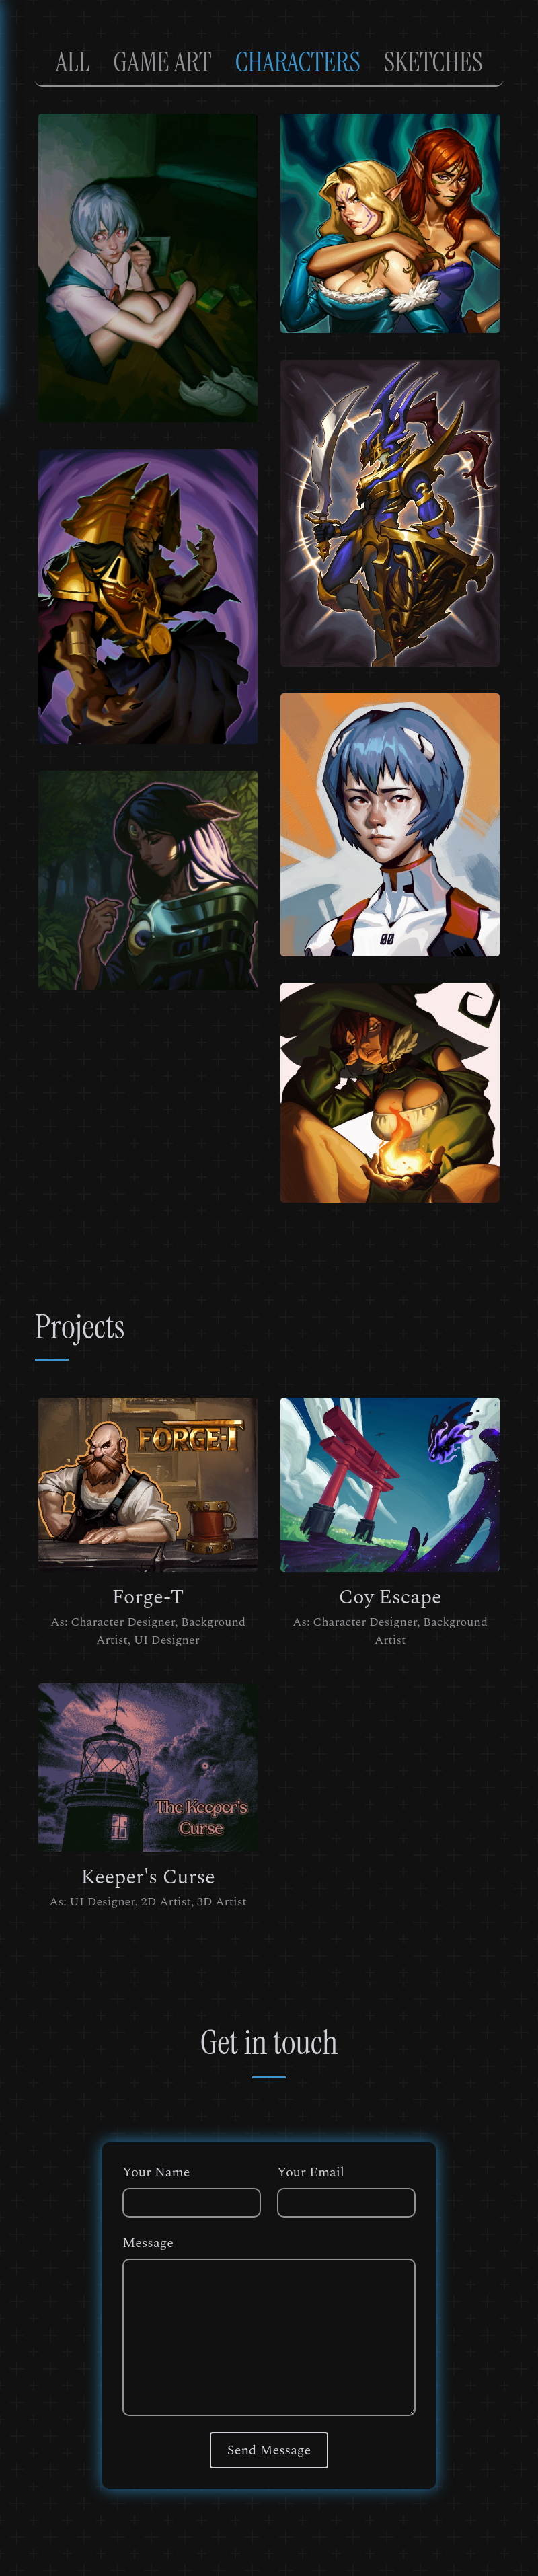 ALL GAME ART CHARACTERS SKETCHES
00
Projects
FORGE-T
Forge-T
As: Character Designer, Background
Artist, UI Designer
Coy Escape
As: Character Designer, Background
Artist
The Keeper's
Curse
Keeper's Curse
As: UI Designer, 2D Artist, 3D Artist
Get in touch
Your Name Your Email
Message
Send Message